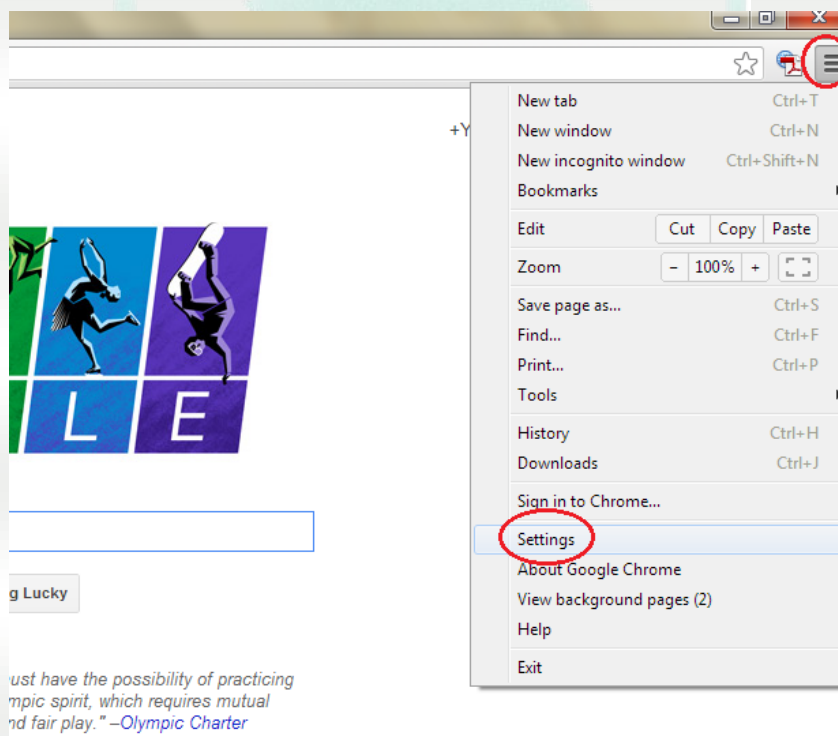 +Y
New tab Ctrl+T
New window Ctrl+N
New incognito window Ctrl+Shift+N
Bookmarks
Edit Cut Copy Paste
Zoom - 100% +
Save page as... Ctrl+S
Find... Ctrl+F
Print... Ctrl+P
Tools
History Ctrl+H
Downloads Ctrl+J
Sign in to Chrome...
Settings
About Google Chrome
View background pages (2)
Help
Exit
L E
g Lucky
ust have the possibility of practicing
mpic spirit, which requires mutual
nd fair play." –Olympic Charter